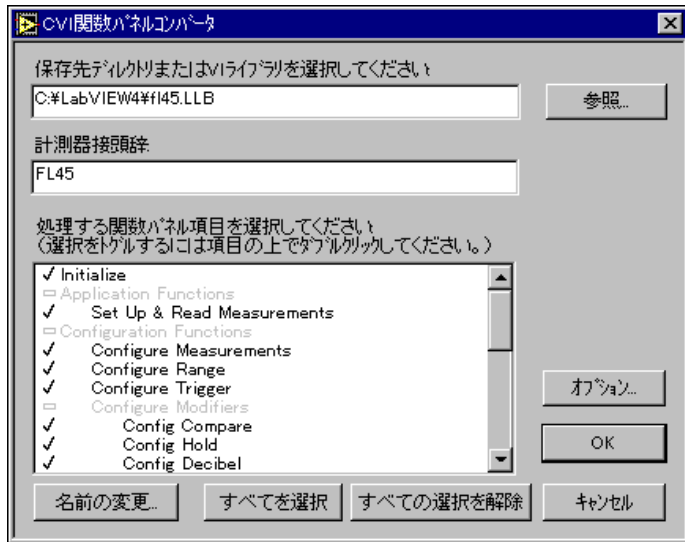 CVI関数ﾊﾟﾈﾙｺﾝﾊﾞｰﾀ
保存先ﾃﾞｨﾚｸﾄﾘまたはVIﾗｲﾌﾞﾗﾘを選択してください
C:¥LabVIEW4¥fl45.LLB
参照...
計測器接頭辞
FL45
処理する関数ﾊﾟﾈﾙ項目を選択してください
(選択をﾄｸﾞﾙするには項目の上でﾀﾞﾌﾞﾙｸﾘｯｸしてください。)
✓ Initialize
Application Functions
✓ Set Up & Read Measurements
Configuration Functions
✓ Configure Measurements
✓ Configure Range
✓ Configure Trigger
Configure Modifiers
✓ Config Compare
✓ Config Hold
✓ Config Decibel
ｵﾌﾟｼｮﾝ...
OK
名前の変更...
すべてを選択
すべての選択を解除
ｷｬﾝｾﾙ